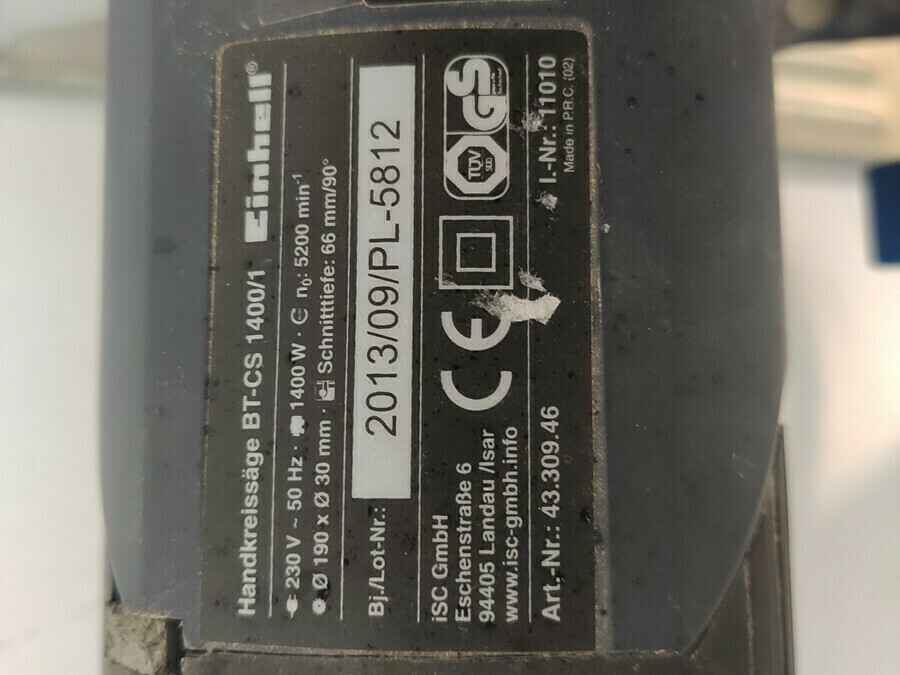 Handkreissäge BT-CS 1400/1 Einhell®
230 V ~ 50 Hz · 1400 W · n₀: 5200 min⁻¹
Ø 190 x Ø 30 mm · Schnitttiefe: 66 mm/90°
Bj./Lot-Nr.: 2013/09/PL-5812
iSC GmbH
Eschenstraße 6
94405 Landau /Isar
www.isc-gmbh.info
CE
TÜV
SÜD
GS
Art.-Nr.: 43.309.46 I.-Nr.: 11010
Made in P.R.C. (02)